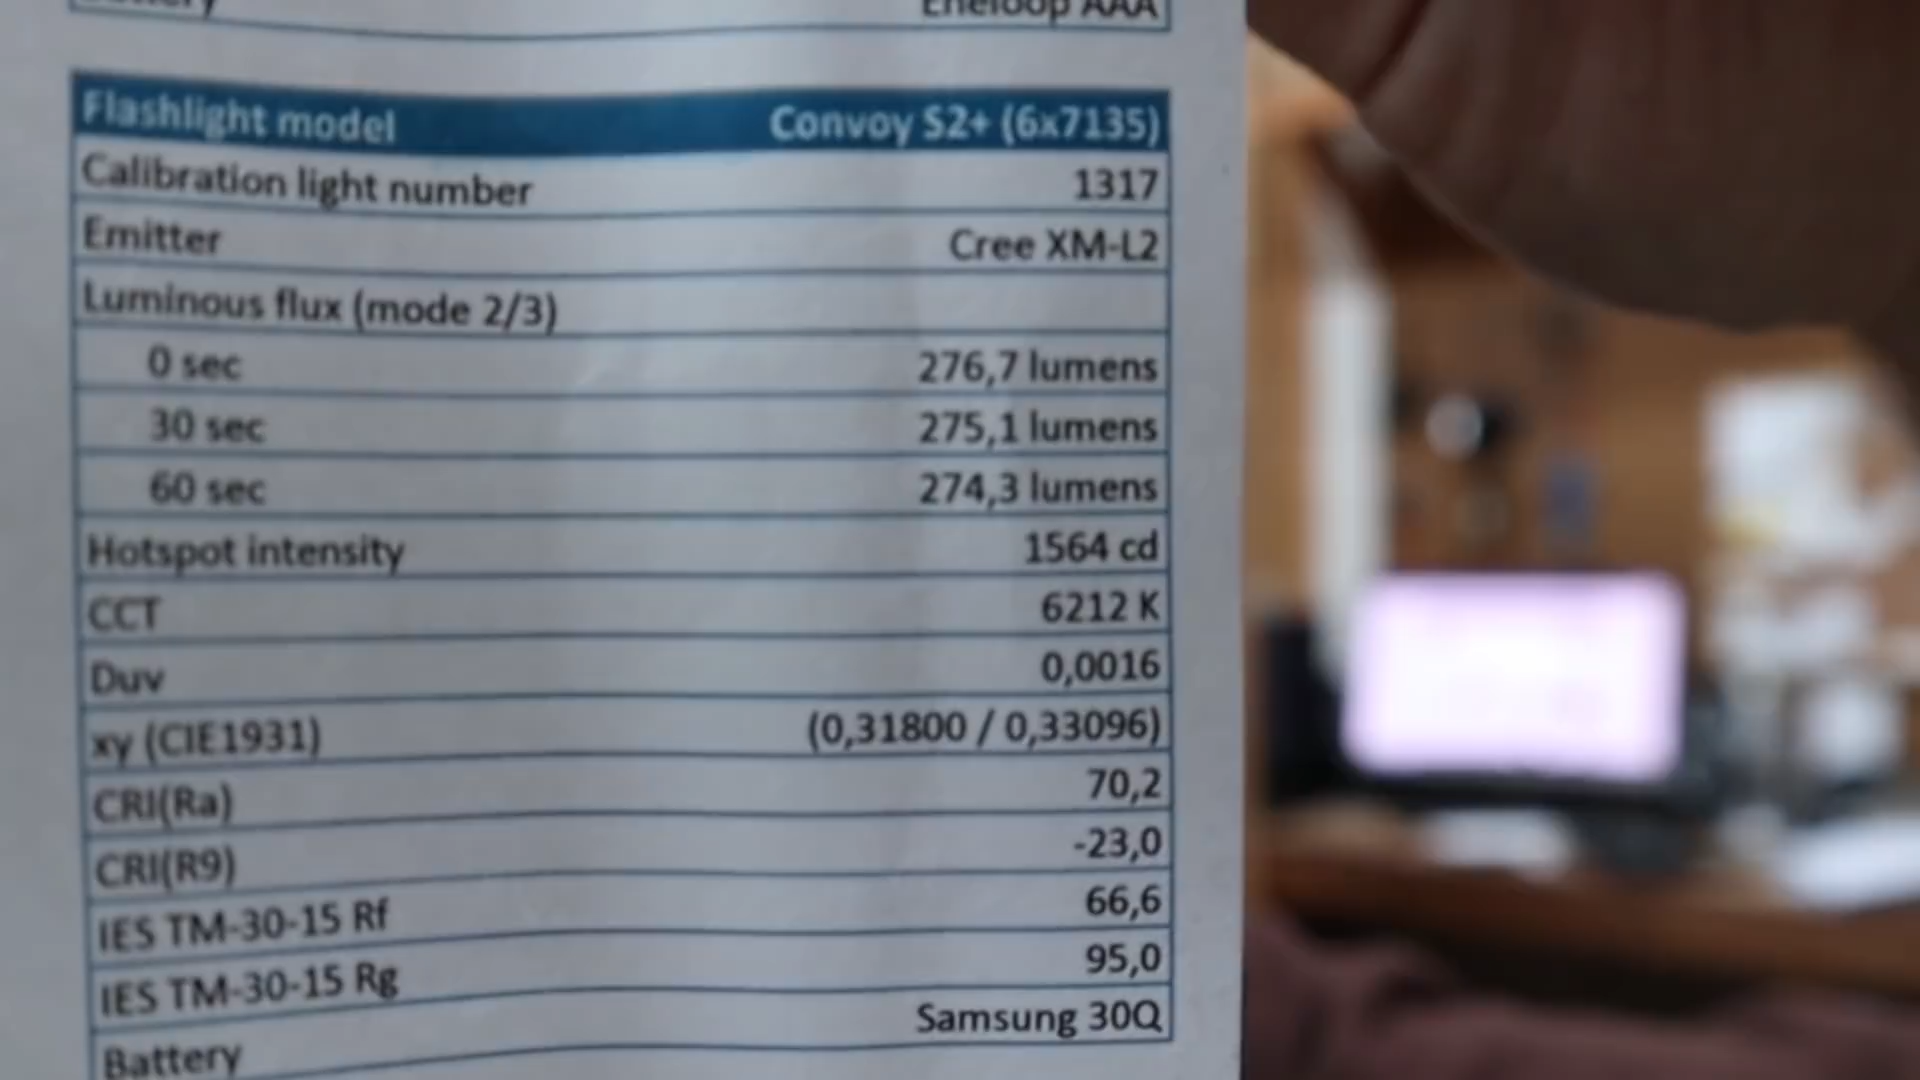 Battery Eneloop AAA
Flashlight model Convoy S2+ (6x7135)
Calibration light number 1317
Emitter Cree XM-L2
Luminous flux (mode 2/3)
0 sec 276,7 lumens
30 sec 275,1 lumens
60 sec 274,3 lumens
Hotspot intensity 1564 cd
CCT 6212 K
Duv 0,0016
xy (CIE1931) (0,31800 / 0,33096)
CRI(Ra) 70,2
CRI(R9) -23,0
IES TM-30-15 Rf 66,6
IES TM-30-15 Rg 95,0
Battery Samsung 30Q